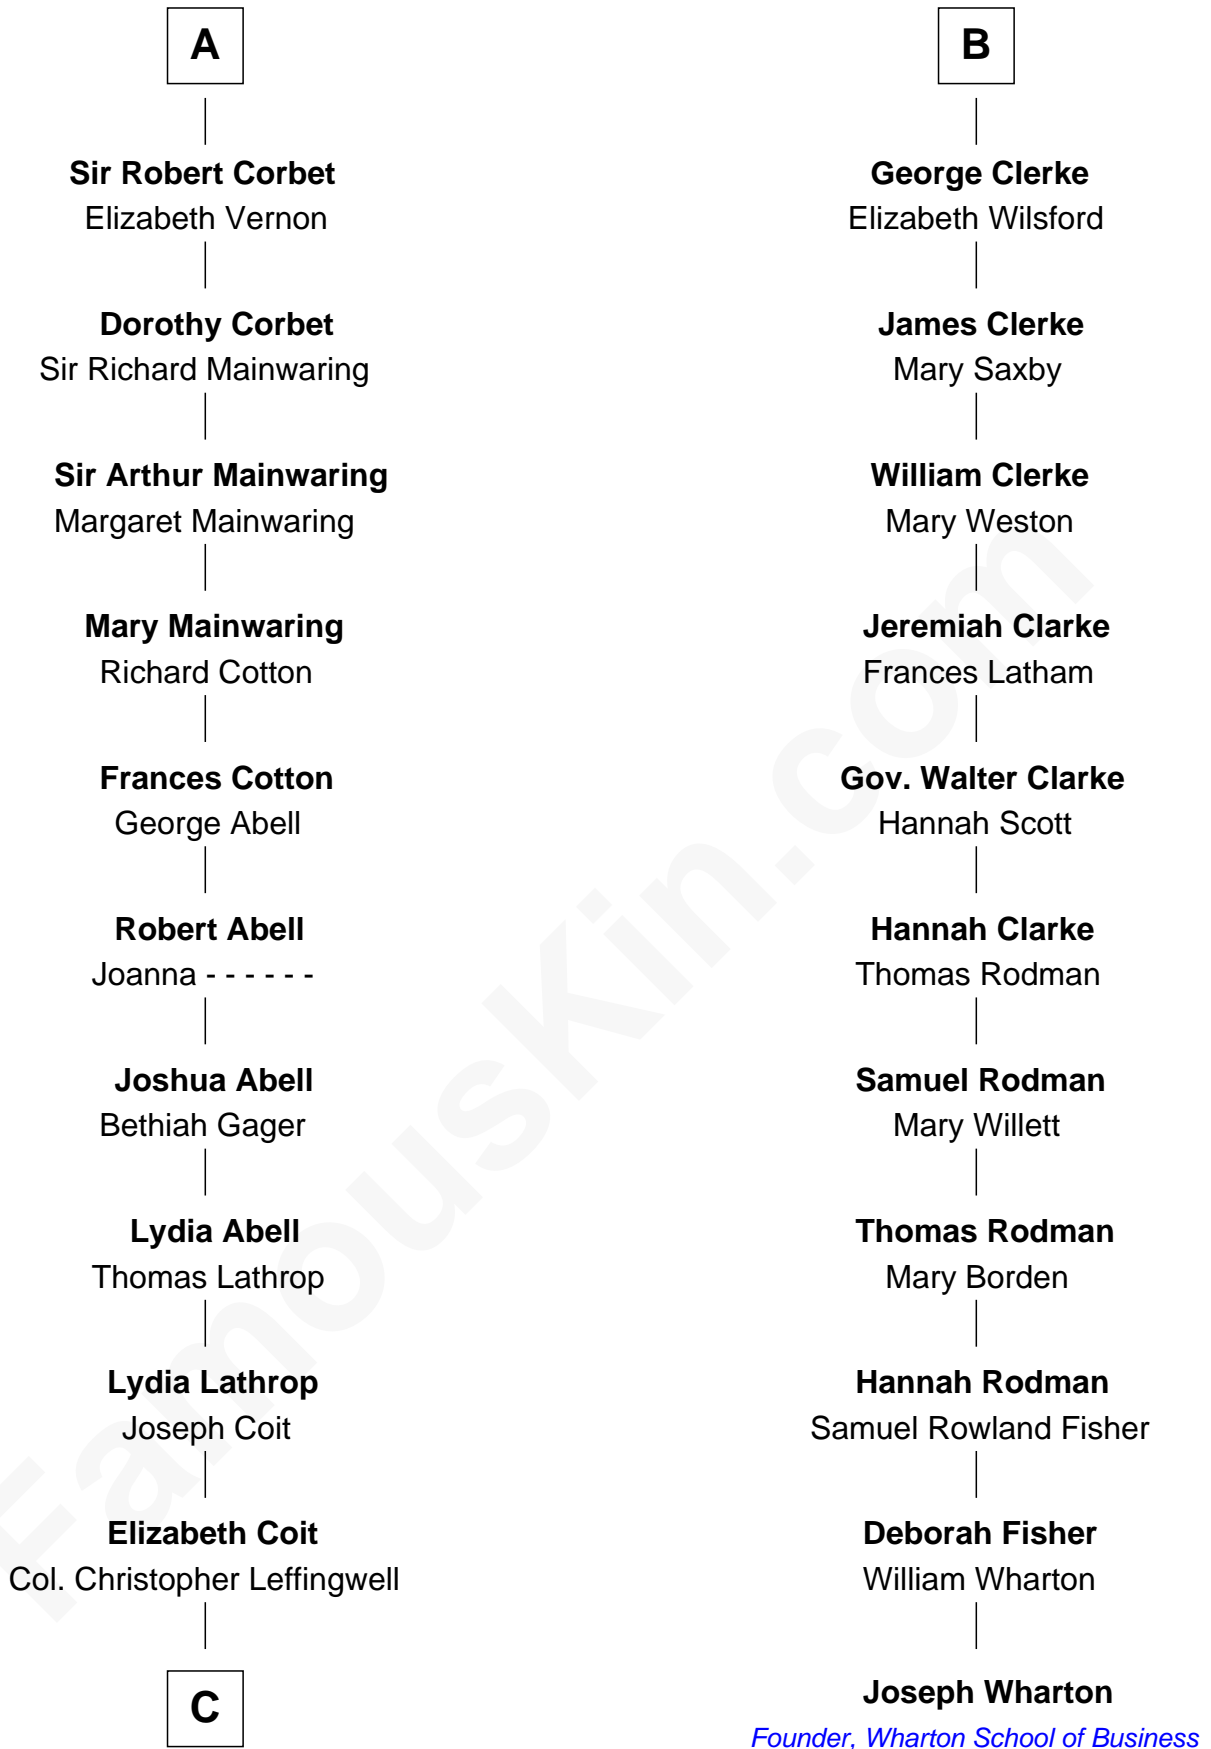 A
Sir Robert Corbet
Elizabeth Vernon
Dorothy Corbet
Sir Richard Mainwaring
Sir Arthur Mainwaring
Margaret Mainwaring
Mary Mainwaring
Richard Cotton
Frances Cotton
George Abell
Robert Abell
Joanna - - - - - -
Joshua Abell
Bethiah Gager
Lydia Abell
Thomas Lathrop
Lydia Lathrop
Joseph Coit
Elizabeth Coit
Col. Christopher Leffingwell
C
B
George Clerke
Elizabeth Wilsford
James Clerke
Mary Saxby
William Clerke
Mary Weston
Jeremiah Clarke
Frances Latham
Gov. Walter Clarke
Hannah Scott
Hannah Clarke
Thomas Rodman
Samuel Rodman
Mary Willett
Thomas Rodman
Mary Borden
Hannah Rodman
Samuel Rowland Fisher
Deborah Fisher
William Wharton
Joseph Wharton
Founder, Wharton School of Business
FamousKin.com